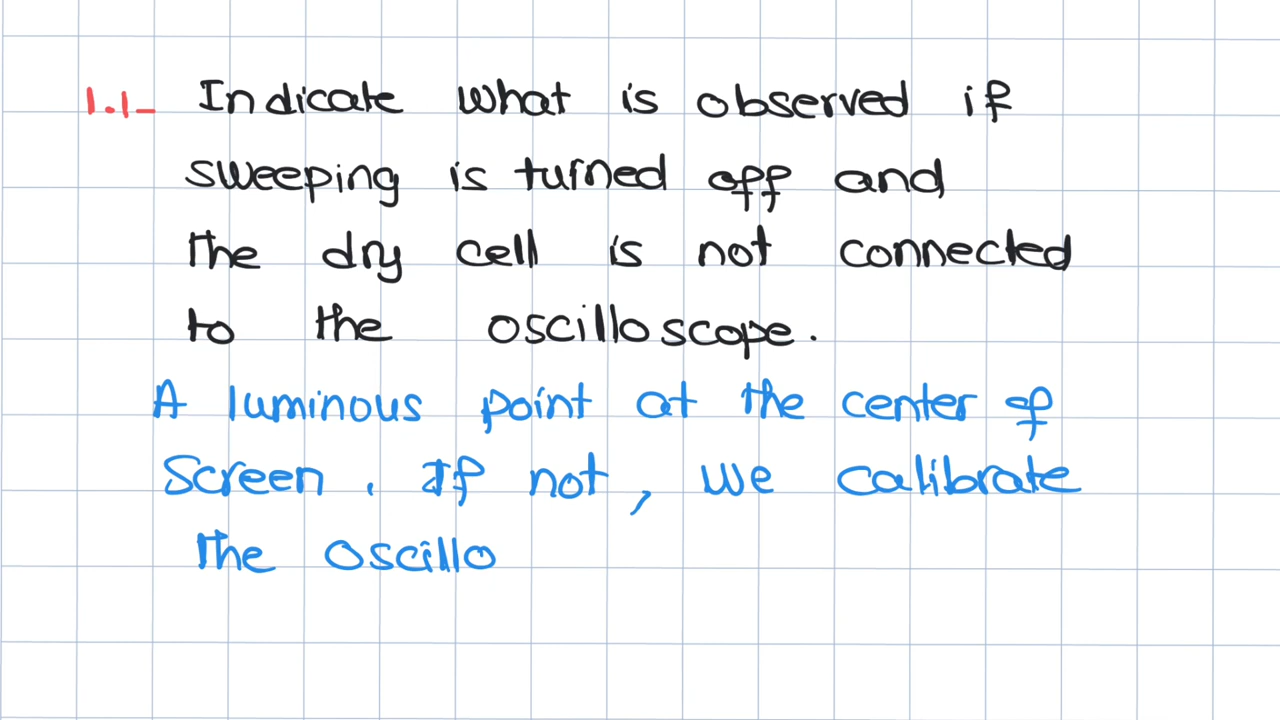 1.1- Indicate what is observed if
sweeping is turned off and
the dry cell is not connected
to the oscilloscope.
A luminous point at the center of
Screen. If not, we calibrate
the oscillo